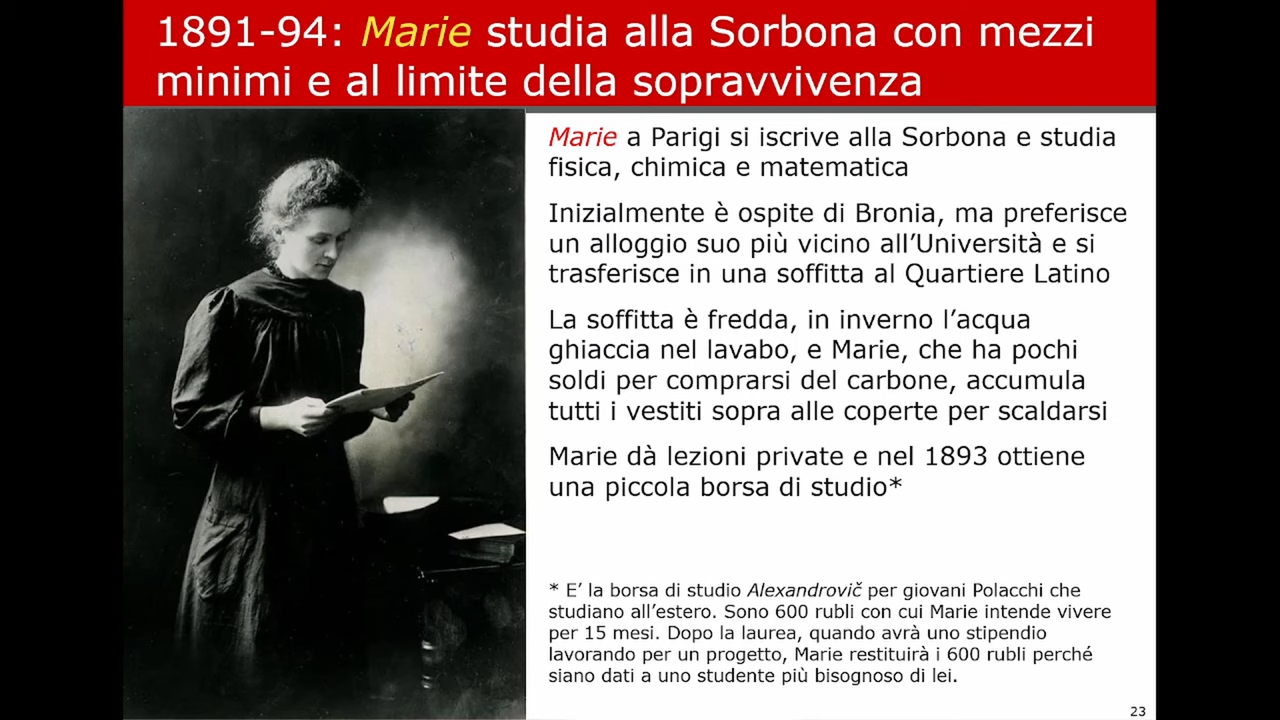 1891-94: Marie studia alla Sorbona con mezzi
minimi e al limite della sopravvivenza
Marie a Parigi si iscrive alla Sorbona e studia
fisica, chimica e matematica
Inizialmente è ospite di Bronia, ma preferisce
un alloggio suo più vicino all’Università e si
trasferisce in una soffitta al Quartiere Latino
La soffitta è fredda, in inverno l’acqua
ghiaccia nel lavabo, e Marie, che ha pochi
soldi per comprarsi del carbone, accumula
tutti i vestiti sopra alle coperte per scaldarsi
Marie dà lezioni private e nel 1893 ottiene
una piccola borsa di studio*
* E’ la borsa di studio Alexandrovič per giovani Polacchi che
studiano all’estero. Sono 600 rubli con cui Marie intende vivere
per 15 mesi. Dopo la laurea, quando avrà uno stipendio
lavorando per un progetto, Marie restituirà i 600 rubli perché
siano dati a uno studente più bisognoso di lei.
23